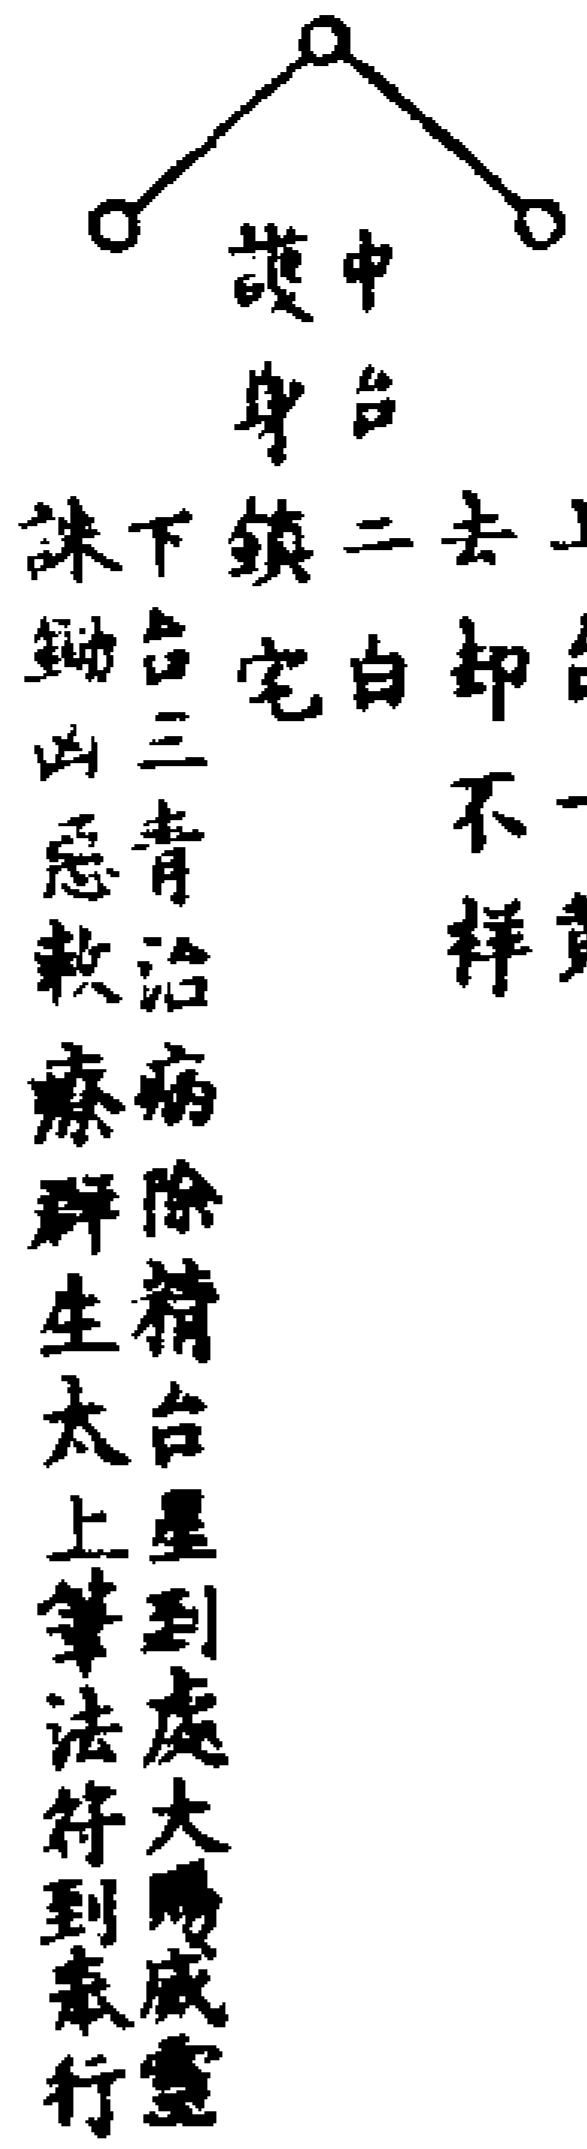 上台一黃
去却不祥
中台二白
護身鎮宅
下台三青治病除精台星到處大陽威靈
誅鋤凶惡救療群生太上筆法符到奉行